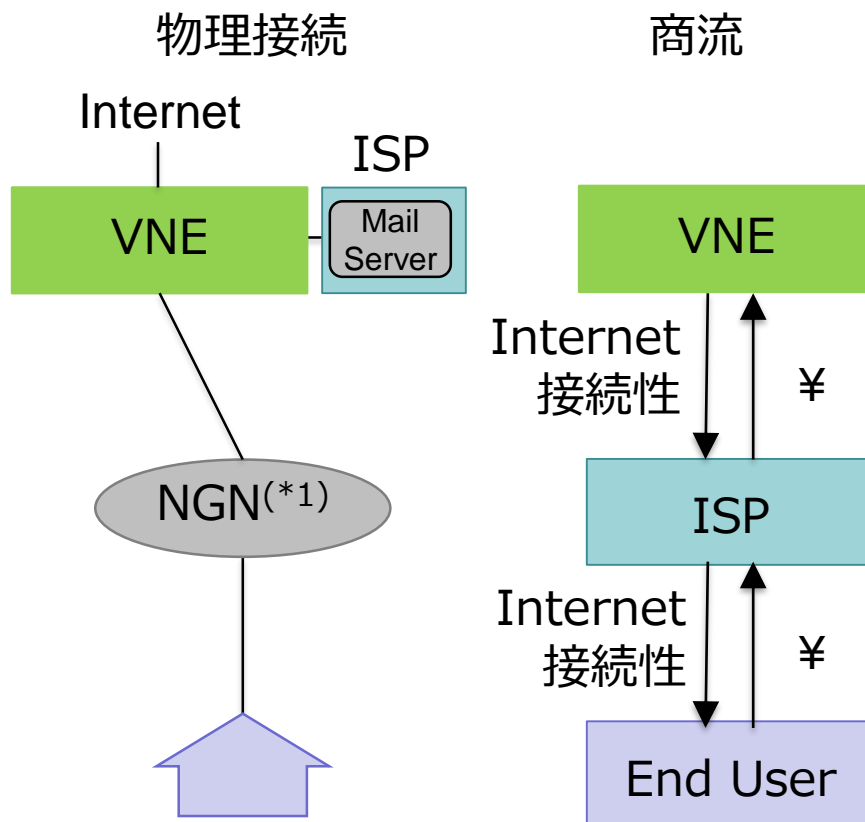 物理接続
Internet
ISP
VNE
Mail
Server
NGN(*1)
商流
VNE
Internet
接続性
¥
ISP
Internet
接続性
¥
End User